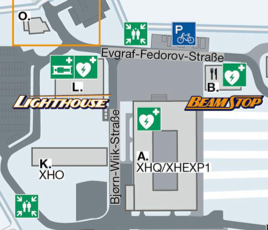 O.
P
Evgraf-Fedorov-Straße
L.
B.
LIGHTHOUSE
BEAMSTOP
Bjørn-Wiik-Straße
A.
XHQ/XHEXP1
K.
XHO